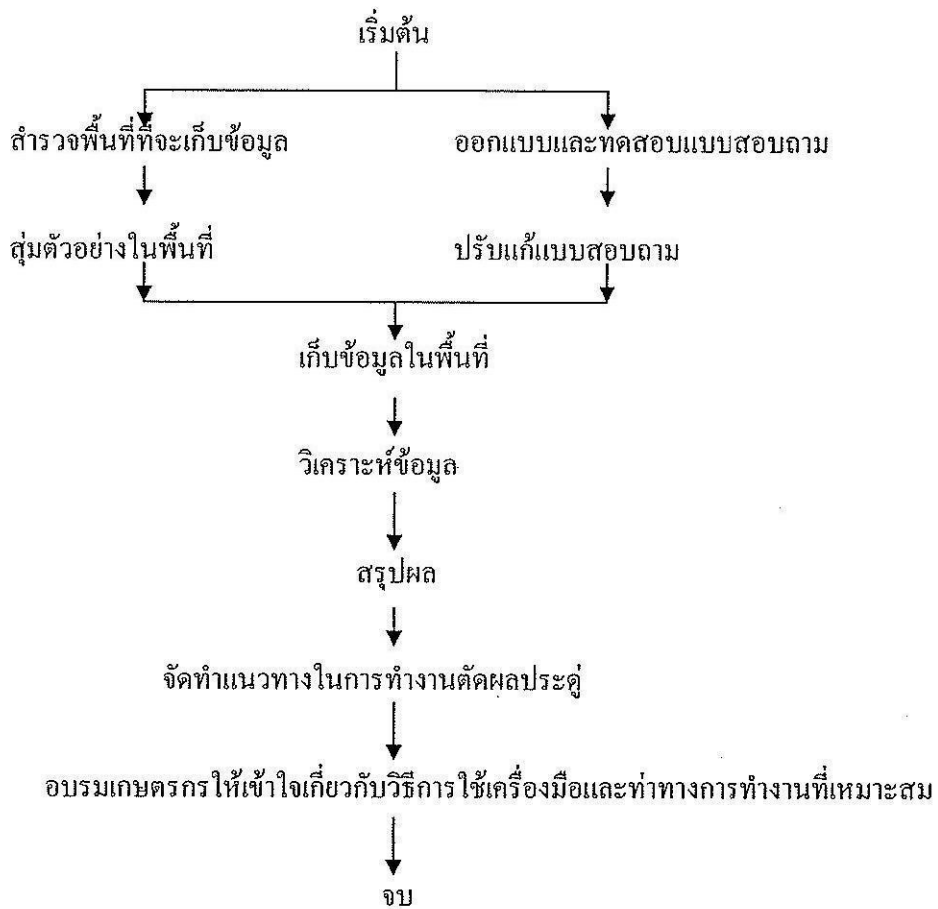 เริ่มต้น
สำรวจพื้นที่ที่จะเก็บข้อมูล
ออกแบบและทดสอบแบบสอบถาม
สุ่มตัวอย่างในพื้นที่
ปรับแก้แบบสอบถาม
เก็บข้อมูลในพื้นที่
วิเคราะห์ข้อมูล
สรุปผล
จัดทำแนวทางในการทำงานตัดผลประดู่
อบรมเกษตรกรให้เข้าใจเกี่ยวกับวิธีการใช้เครื่องมือและท่าทางการทำงานที่เหมาะสม
จบ